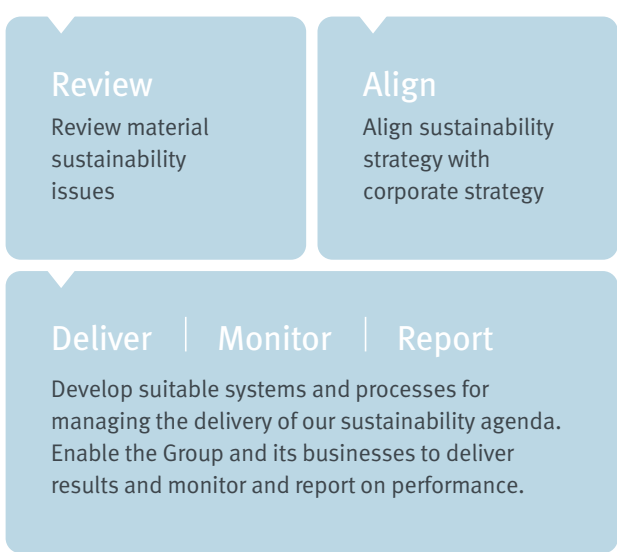 Review
Review material
sustainability
issues
Align
Align sustainability
strategy with
corporate strategy
Deliver | Monitor | Report
Develop suitable systems and processes for
managing the delivery of our sustainability agenda.
Enable the Group and its businesses to deliver
results and monitor and report on performance.